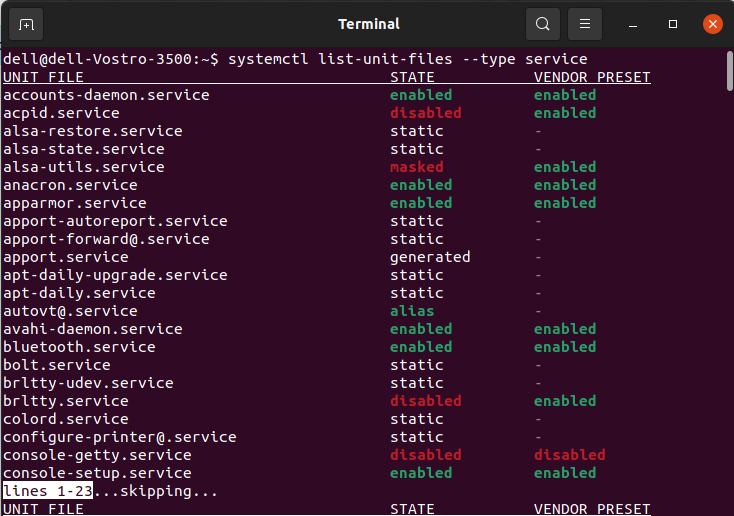 Terminal
dell@dell-Vostro-3500:~$ systemctl list-unit-files --type service
UNIT FILE STATE VENDOR PRESET
accounts-daemon.service enabled enabled
acpid.service disabled enabled
alsa-restore.service static -
alsa-state.service static -
alsa-utils.service masked enabled
anacron.service enabled enabled
apparmor.service enabled enabled
apport-autoreport.service static -
apport-forward@.service static -
apport.service generated -
apt-daily-upgrade.service static -
apt-daily.service static -
autovt@.service alias -
avahi-daemon.service enabled enabled
bluetooth.service enabled enabled
bolt.service static -
brltty-udev.service static -
brltty.service disabled enabled
colord.service static -
configure-printer@.service static -
console-getty.service disabled disabled
console-setup.service enabled enabled
lines 1-23...skipping...
UNIT FILE STATE VENDOR PRESET